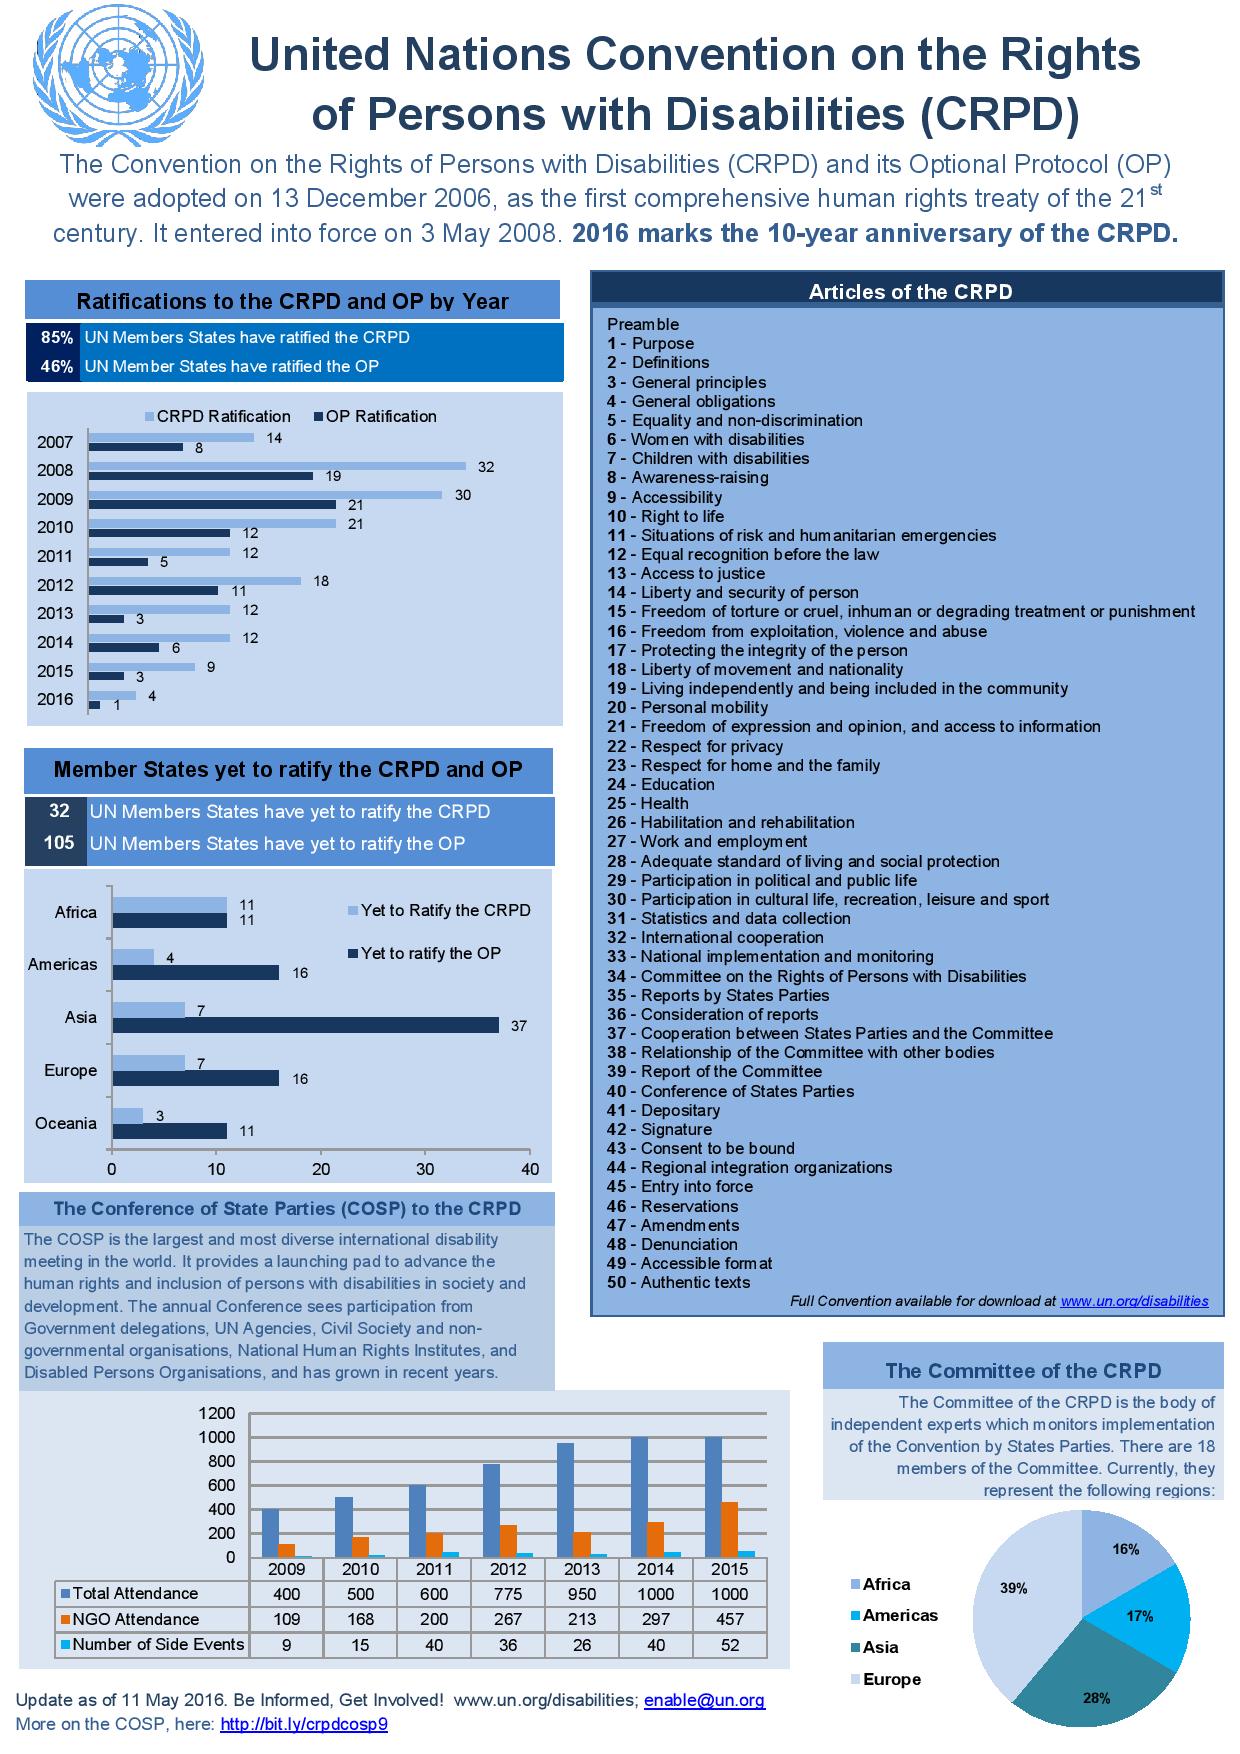 United Nations Convention on the Rights
of Persons with Disabilities (CRPD)
The Convention on the Rights of Persons with Disabilities (CRPD) and its Optional Protocol (OP)
were adopted on 13 December 2006, as the first comprehensive human rights treaty of the 21st
century. It entered into force on 3 May 2008. 2016 marks the 10-year anniversary of the CRPD.
Ratifications to the CRPD and OP by Year
85% UN Members States have ratified the CRPD
46% UN Member States have ratified the OP
CRPD Ratification OP Ratification
2007 14
8
2008 32
19
2009 30
21
2010 21
12
2011 12
5
2012 18
11
2013 12
3
2014 12
6
2015 9
3
2016 4
1
Member States yet to ratify the CRPD and OP
32 UN Members States have yet to ratify the CRPD
105 UN Members States have yet to ratify the OP
Yet to Ratify the CRPD
Yet to ratify the OP
Africa 11
11
Americas 4
16
Asia 7
37
Europe 7
16
Oceania 3
11
0 10 20 30 40
The Conference of State Parties (COSP) to the CRPD
The COSP is the largest and most diverse international disability
meeting in the world. It provides a launching pad to advance the
human rights and inclusion of persons with disabilities in society and
development. The annual Conference sees participation from
Government delegations, UN Agencies, Civil Society and non-
governmental organisations, National Human Rights Institutes, and
Disabled Persons Organisations, and has grown in recent years.
1200
1000
800
600
400
200
0
2009 2010 2011 2012 2013 2014 2015
Total Attendance 400 500 600 775 950 1000 1000
NGO Attendance 109 168 200 267 213 297 457
Number of Side Events 9 15 40 36 26 40 52
Articles of the CRPD
Preamble
1 - Purpose
2 - Definitions
3 - General principles
4 - General obligations
5 - Equality and non-discrimination
6 - Women with disabilities
7 - Children with disabilities
8 - Awareness-raising
9 - Accessibility
10 - Right to life
11 - Situations of risk and humanitarian emergencies
12 - Equal recognition before the law
13 - Access to justice
14 - Liberty and security of person
15 - Freedom of torture or cruel, inhuman or degrading treatment or punishment
16 - Freedom from exploitation, violence and abuse
17 - Protecting the integrity of the person
18 - Liberty of movement and nationality
19 - Living independently and being included in the community
20 - Personal mobility
21 - Freedom of expression and opinion, and access to information
22 - Respect for privacy
23 - Respect for home and the family
24 - Education
25 - Health
26 - Habilitation and rehabilitation
27 - Work and employment
28 - Adequate standard of living and social protection
29 - Participation in political and public life
30 - Participation in cultural life, recreation, leisure and sport
31 - Statistics and data collection
32 - International cooperation
33 - National implementation and monitoring
34 - Committee on the Rights of Persons with Disabilities
35 - Reports by States Parties
36 - Consideration of reports
37 - Cooperation between States Parties and the Committee
38 - Relationship of the Committee with other bodies
39 - Report of the Committee
40 - Conference of States Parties
41 - Depositary
42 - Signature
43 - Consent to be bound
44 - Regional integration organizations
45 - Entry into force
46 - Reservations
47 - Amendments
48 - Denunciation
49 - Accessible format
50 - Authentic texts
Full Convention available for download at www.un.org/disabilities
The Committee of the CRPD
The Committee of the CRPD is the body of
independent experts which monitors implementation
of the Convention by States Parties. There are 18
members of the Committee. Currently, they
represent the following regions:
Africa
Americas
Asia
Europe
16%
17%
28%
39%
Update as of 11 May 2016. Be Informed, Get Involved! www.un.org/disabilities; enable@un.org
More on the COSP, here: http://bit.ly/crpdcosp9